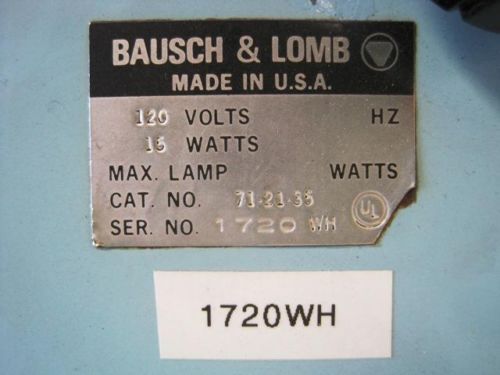 BAUSCH & LOMB
MADE IN U.S.A.
120 VOLTS HZ
15 WATTS
MAX. LAMP WATTS
CAT. NO. 71-21-35
SER. NO. 1720 WH
UL
1720WH